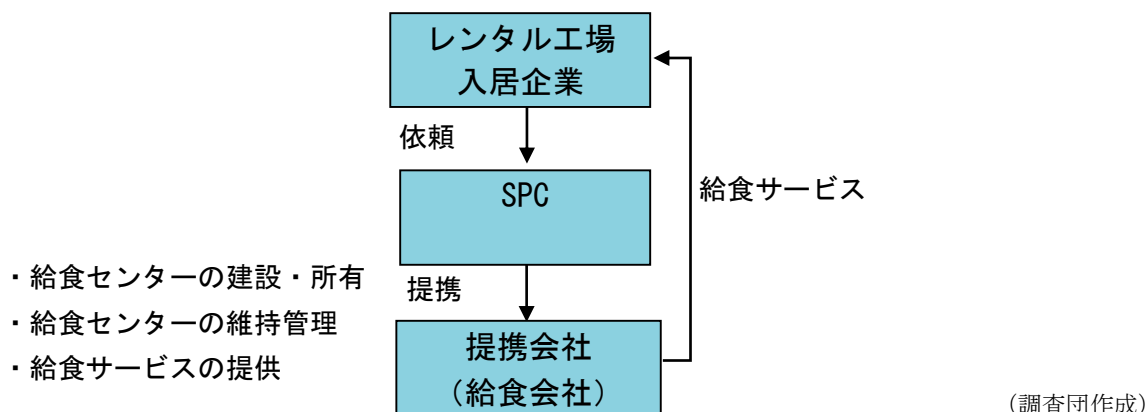 レンタル工場
入居企業
依頼
SPC
給食サービス
・給食センターの建設・所有
・給食センターの維持管理
・給食サービスの提供
提携
提携会社
（給食会社）
（調査団作成）